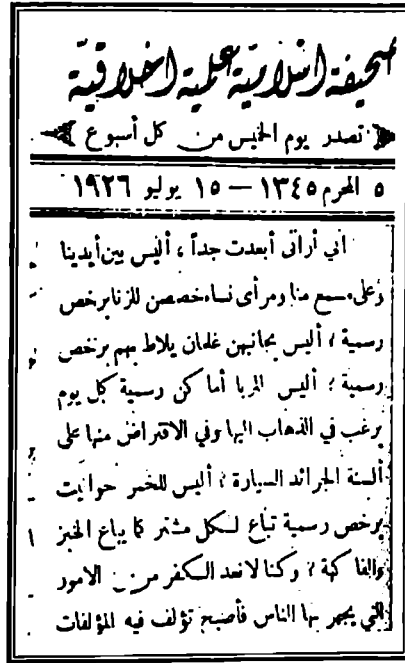 صحيفة اسلامية علمية اخلاقية
تصدر يوم الخميس من كل أسبوع
٥ المحرم ١٣٤٥ — ١٥ يوليو ١٩٢٦
اني أراني أبعدت جداً ، أليس بين أيدينا
وعلى مسمع منا ومرأى نساء خصصن للزنا برخص
رسمية ؛ أليس بجانبهن غلمان يلاط بهم برخص
رسمية ؛ أليس للربا أماكن رسمية كل يوم
يرغب في الذهاب اليها وفي الاقتراض منها على
ألسنة الجرائد السيارة ؛ أليس للخمر حوانيت
برخص رسمية تباع لكل مشتر كما يباع الخبز
والفاكهة ؛ وكنا لا نعد الكفر من الامور
التي يجهر بها الناس فأصبح تؤلف فيه المؤلفات